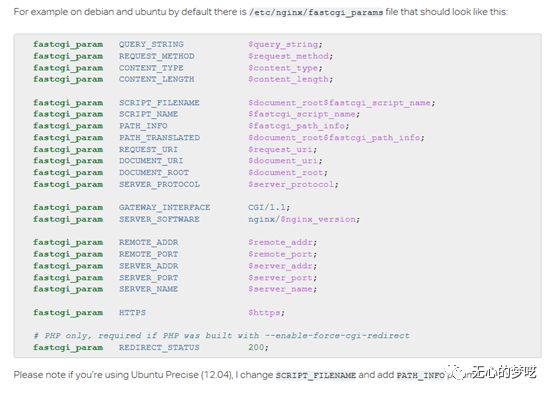 For example on debian and ubuntu by default there is /etc/nginx/fastcgi_params file that should look like this:
fastcgi_param QUERY_STRING $query_string;
fastcgi_param REQUEST_METHOD $request_method;
fastcgi_param CONTENT_TYPE $content_type;
fastcgi_param CONTENT_LENGTH $content_length;
fastcgi_param SCRIPT_FILENAME $document_root$fastcgi_script_name;
fastcgi_param SCRIPT_NAME $fastcgi_script_name;
fastcgi_param PATH_INFO $fastcgi_path_info;
fastcgi_param PATH_TRANSLATED $document_root$fastcgi_path_info;
fastcgi_param REQUEST_URI $request_uri;
fastcgi_param DOCUMENT_URI $document_uri;
fastcgi_param DOCUMENT_ROOT $document_root;
fastcgi_param SERVER_PROTOCOL $server_protocol;
fastcgi_param GATEWAY_INTERFACE CGI/1.1;
fastcgi_param SERVER_SOFTWARE nginx/$nginx_version;
fastcgi_param REMOTE_ADDR $remote_addr;
fastcgi_param REMOTE_PORT $remote_port;
fastcgi_param SERVER_ADDR $server_addr;
fastcgi_param SERVER_PORT $server_port;
fastcgi_param SERVER_NAME $server_name;
fastcgi_param HTTPS $https;
# PHP only, required if PHP was built with --enable-force-cgi-redirect
fastcgi_param REDIRECT_STATUS 200;
Please note if you're using Ubuntu Precise (12.04), I change SCRIPT_FILENAME and add PATH_INFO
无心的梦呓